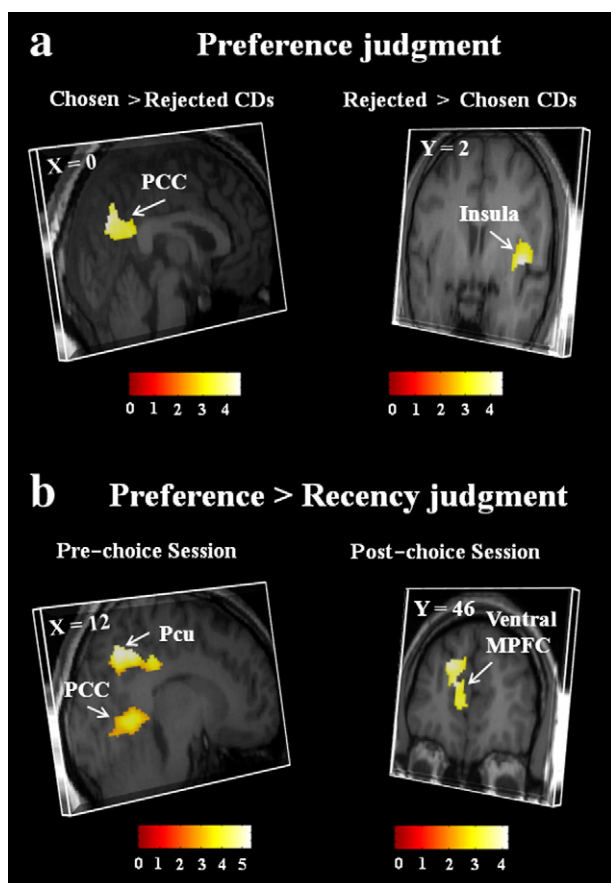 a Preference judgment
Chosen > Rejected CDs
Rejected > Chosen CDs
X = 0
PCC
Y = 2
Insula
0 1 2 3 4
0 1 2 3 4
b Preference > Recency judgment
Pre-choice Session
Post-choice Session
X = 12
Pcu
PCC
Y = 46
Ventral
MPFC
0 1 2 3 4 5
0 1 2 3 4